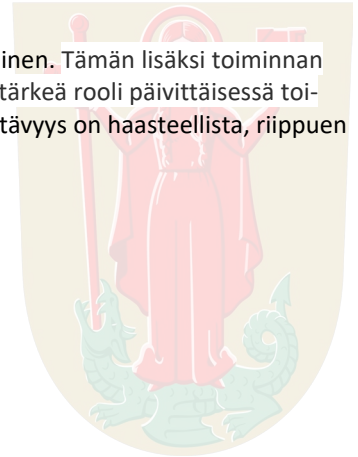 inen. Tämän lisäksi toiminnan
tärkeä rooli päivittäisessä toi-
tävyys on haasteellista, riippuen